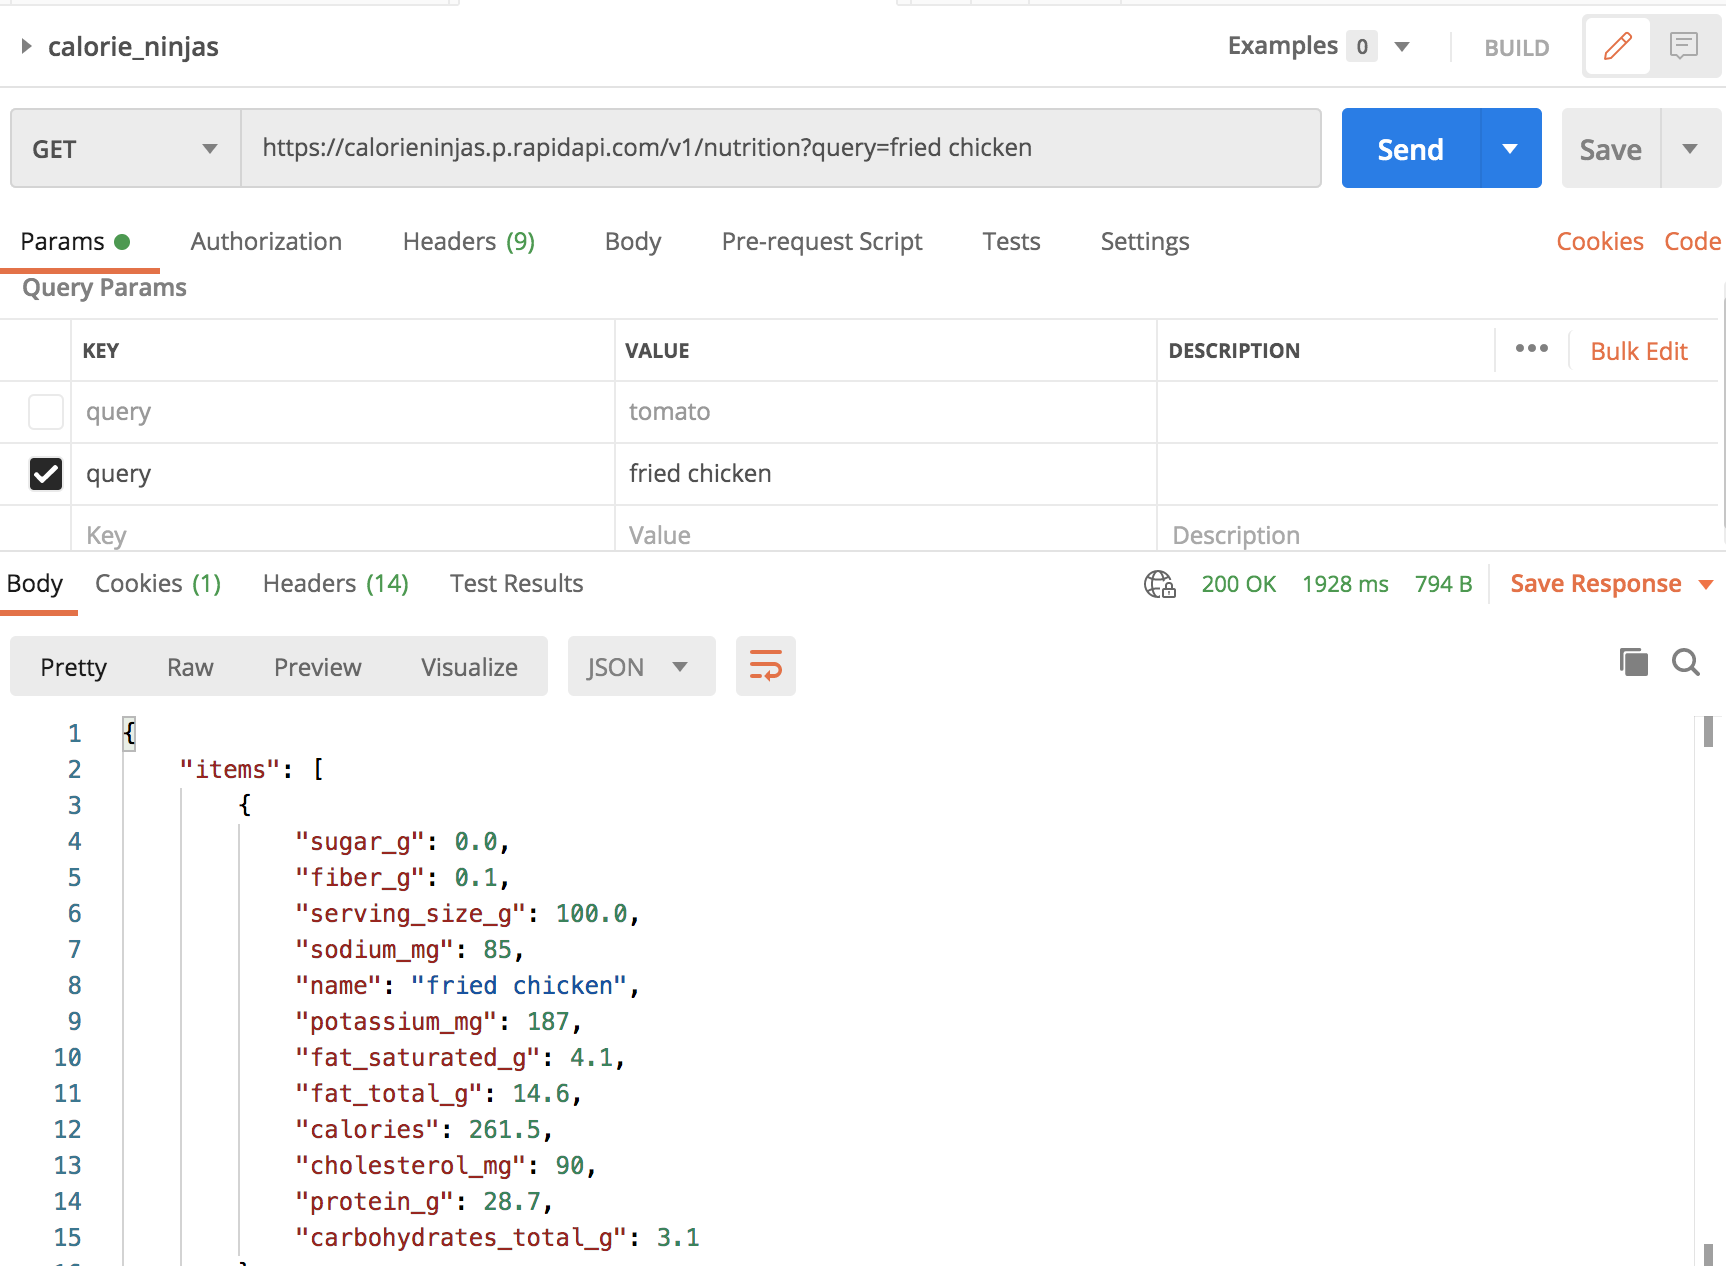 calorie_ninjas Examples 0 BUILD
GET https://calorieninjas.p.rapidapi.com/v1/nutrition?query=fried chicken Send Save
Params Authorization Headers (9) Body Pre-request Script Tests Settings Cookies Code
Query Params
KEY VALUE DESCRIPTION ••• Bulk Edit
query tomato
query fried chicken
Key Value Description
Body Cookies (1) Headers (14) Test Results 200 OK 1928 ms 794 B Save Response
Pretty Raw Preview Visualize JSON
1 {
2 "items": [
3 {
4 "sugar_g": 0.0,
5 "fiber_g": 0.1,
6 "serving_size_g": 100.0,
7 "sodium_mg": 85,
8 "name": "fried chicken",
9 "potassium_mg": 187,
10 "fat_saturated_g": 4.1,
11 "fat_total_g": 14.6,
12 "calories": 261.5,
13 "cholesterol_mg": 90,
14 "protein_g": 28.7,
15 "carbohydrates_total_g": 3.1